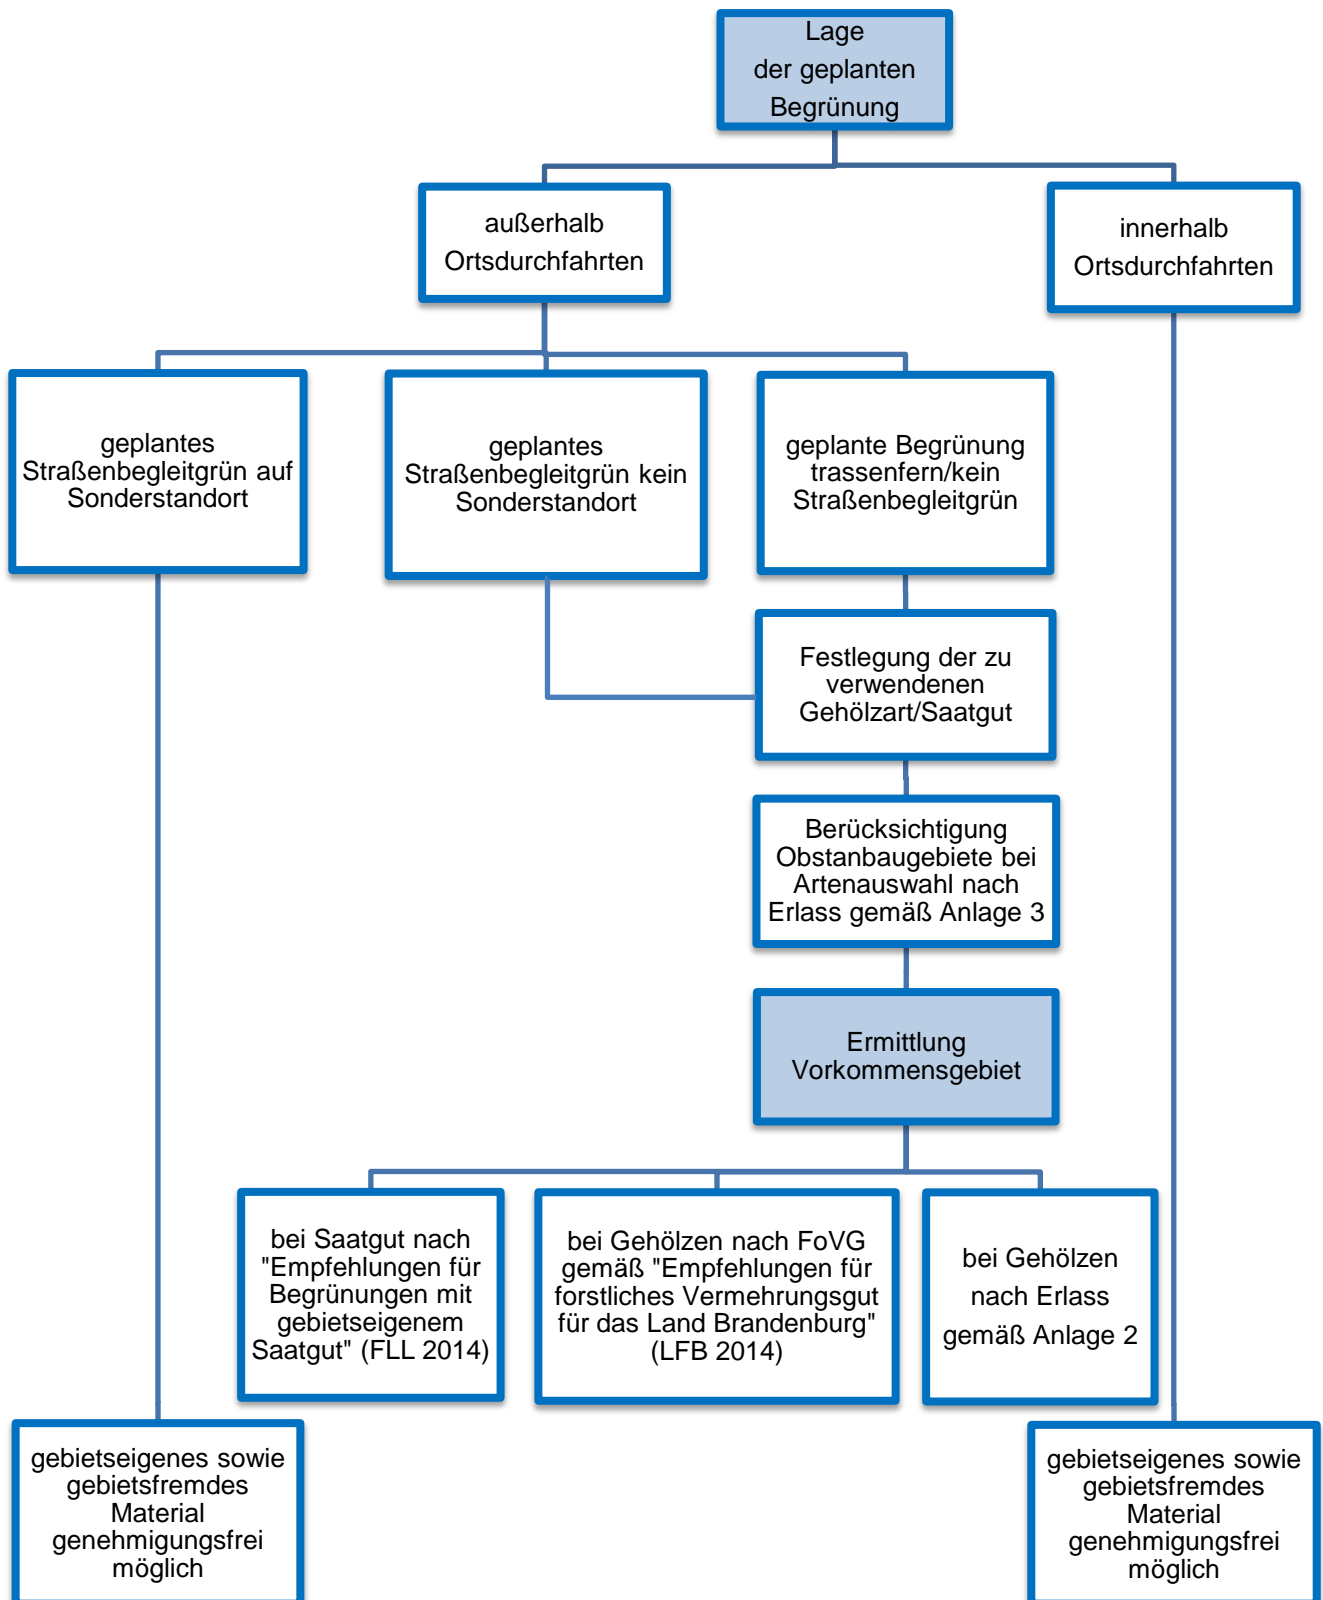 Lage
der geplanten
Begrünung
außerhalb
Ortsdurchfahrten
innerhalb
Ortsdurchfahrten
geplantes
Straßenbegleitgrün auf
Sonderstandort
geplantes
Straßenbegleitgrün kein
Sonderstandort
geplante Begrünung
trassenfern/kein
Straßenbegleitgrün
Festlegung der zu
verwendenen
Gehölzart/Saatgut
Berücksichtigung
Obstanbaugebiete bei
Artenauswahl nach
Erlass gemäß Anlage 3
Ermittlung
Vorkommensgebiet
bei Saatgut nach
"Empfehlungen für
Begrünungen mit
gebietseigenem
Saatgut" (FLL 2014)
bei Gehölzen nach FoVG
gemäß "Empfehlungen für
forstliches Vermehrungsgut
für das Land Brandenburg"
(LFB 2014)
bei Gehölzen
nach Erlass
gemäß Anlage 2
gebietseigenes sowie
gebietsfremdes
Material
genehmigungsfrei
möglich
gebietseigenes sowie
gebietsfremdes
Material
genehmigungsfrei
möglich